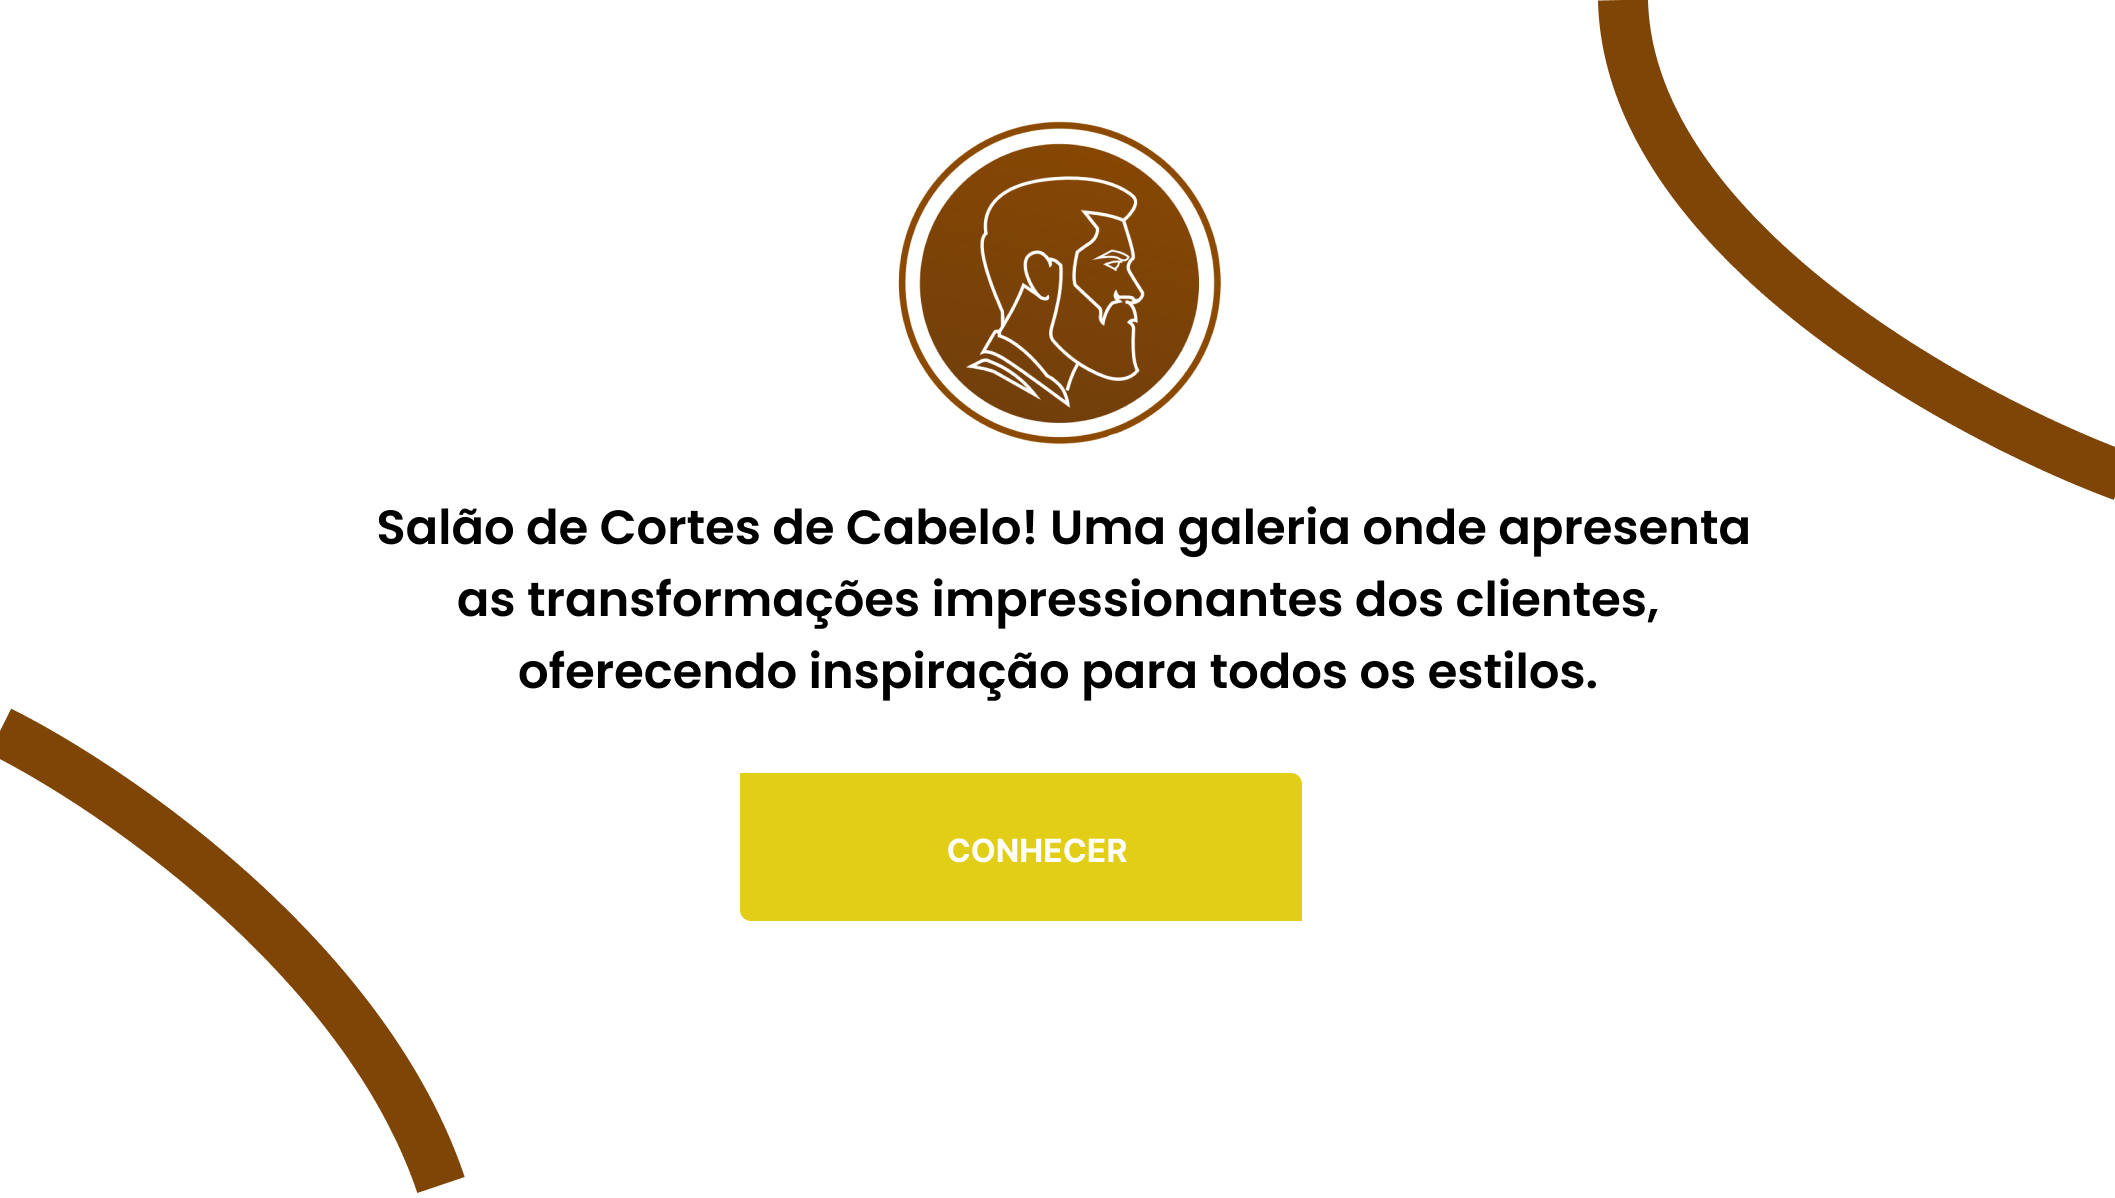 Salão de Cortes de Cabelo! Uma galeria onde apresenta
as transformações impressionantes dos clientes,
oferecendo inspiração para todos os estilos.
CONHECER